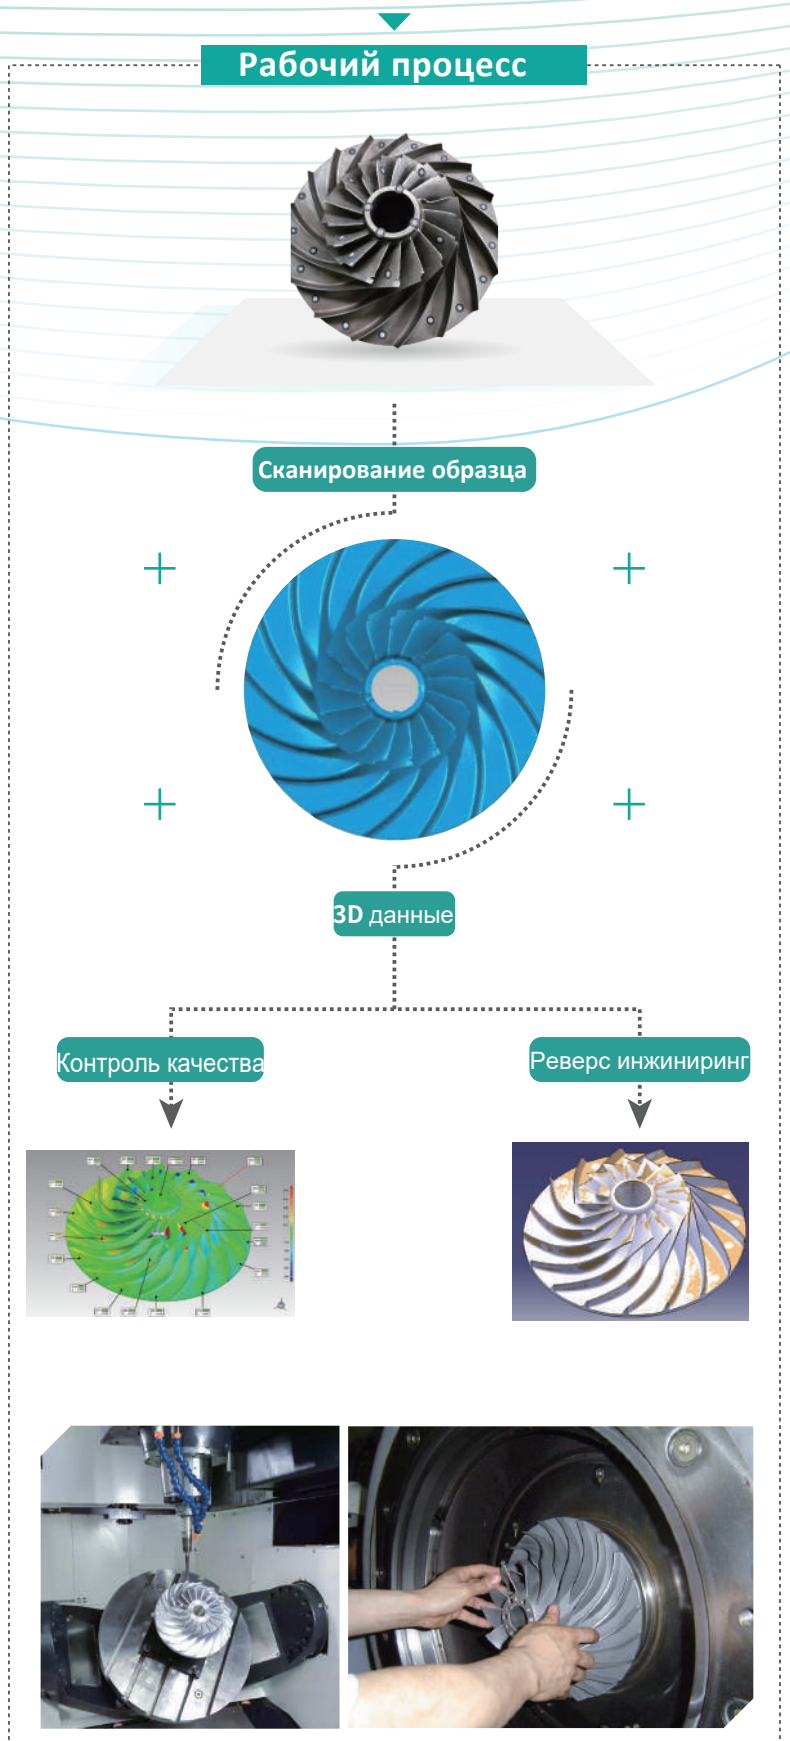 Рабочий процесс
Сканирование образца
3D данные
Контроль качества
Реверс инжиниринг